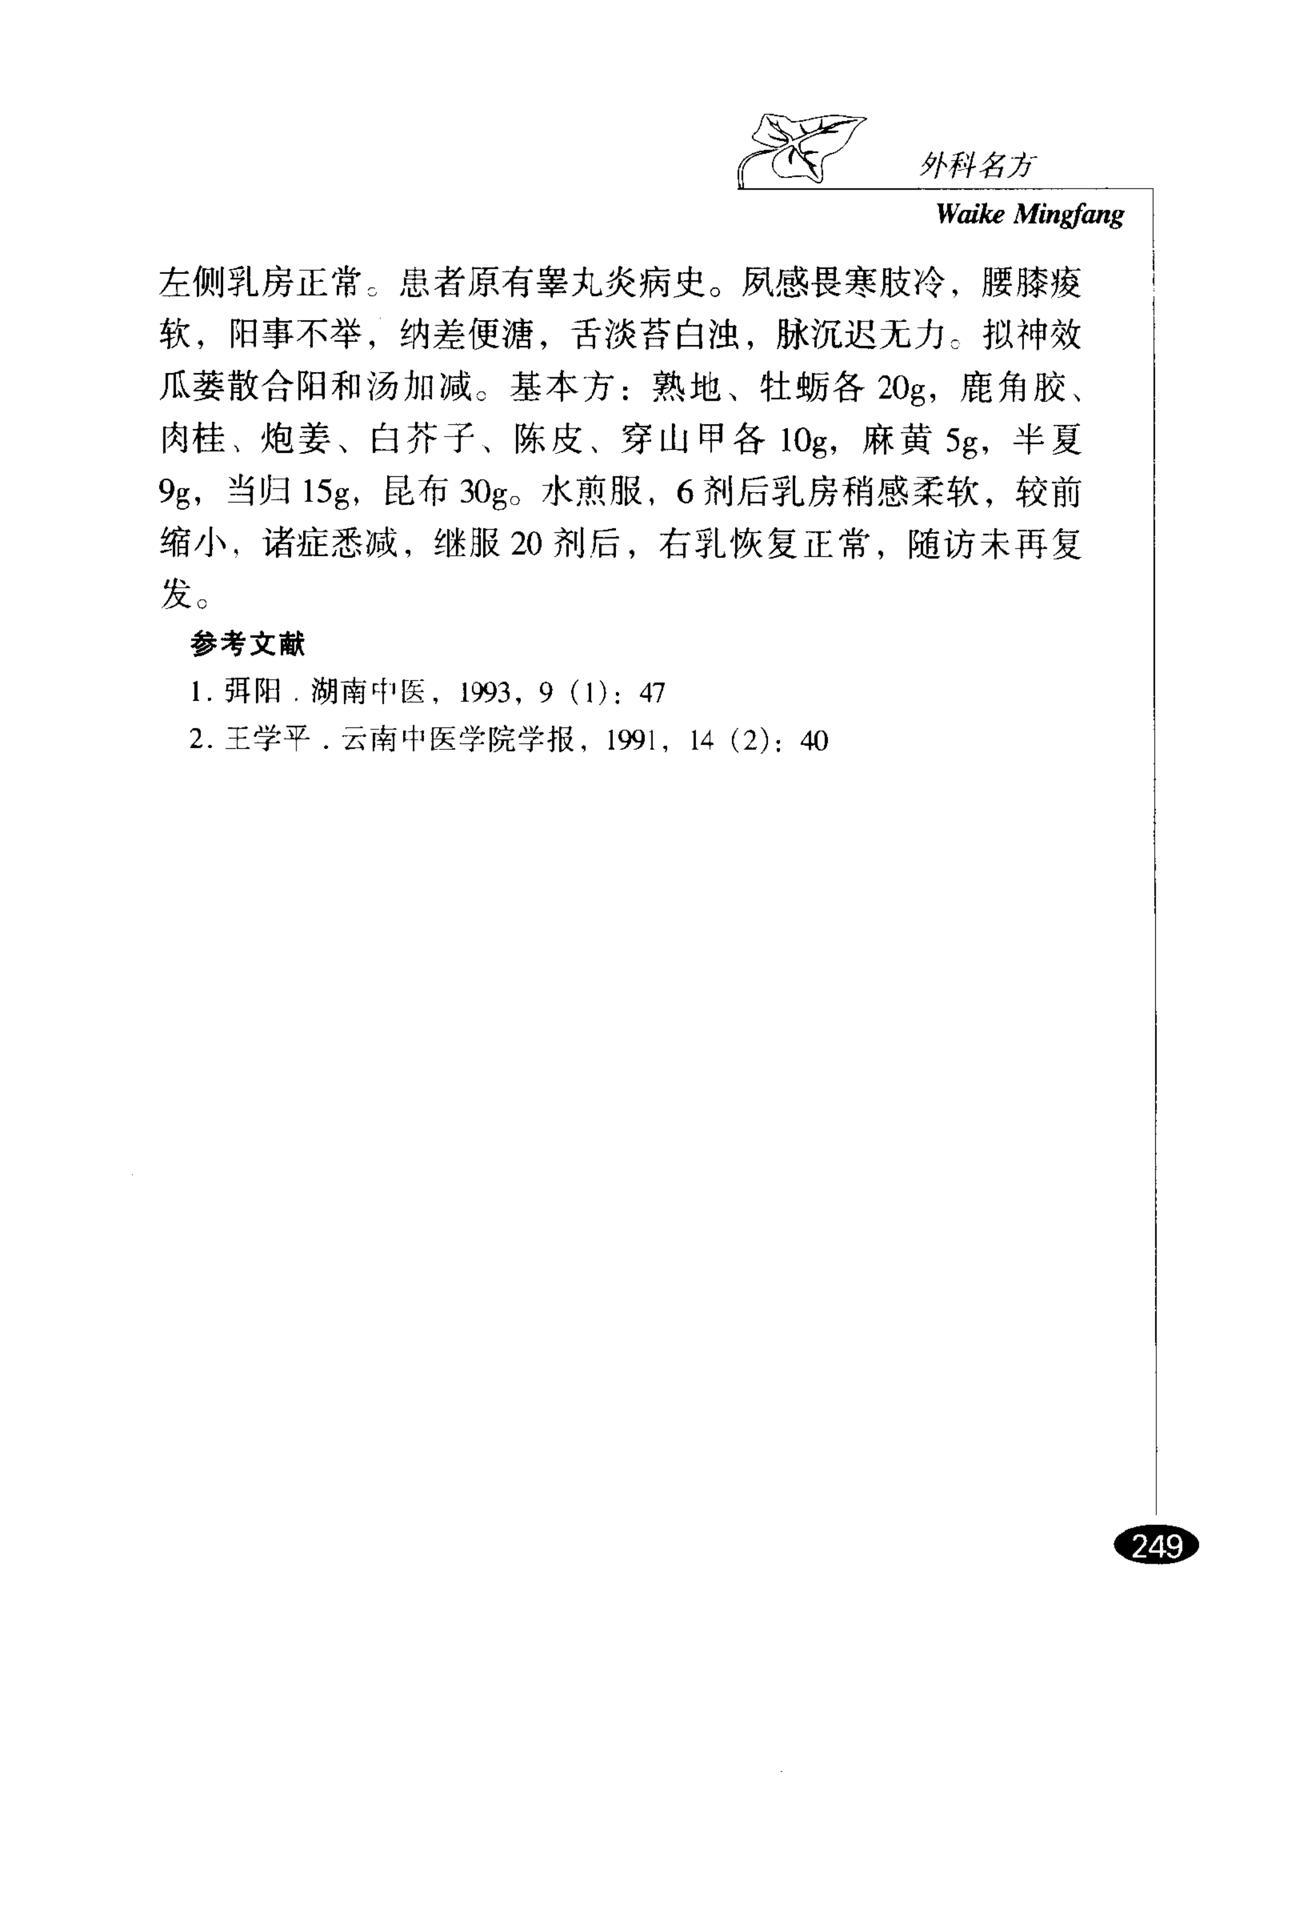 外科名方
Waike Mingfang
左侧乳房正常。患者原有睾丸炎病史。夙感畏寒肢冷，腰膝痠
软，阳事不举，纳差便溏，舌淡苔白浊，脉沉迟无力。拟神效
瓜蒌散合阳和汤加减。基本方：熟地、牡蛎各 20g，鹿角胶、
肉桂、炮姜、白芥子、陈皮、穿山甲各 10g，麻黄 5g，半夏
9g，当归 15g，昆布 30g。水煎服，6 剂后乳房稍感柔软，较前
缩小，诸症悉减，继服 20 剂后，右乳恢复正常，随访未再复
发。
参考文献
1. 弭阳．湖南中医，1993，9（1）：47
2. 王学平．云南中医学院学报，1991，14（2）：40
249